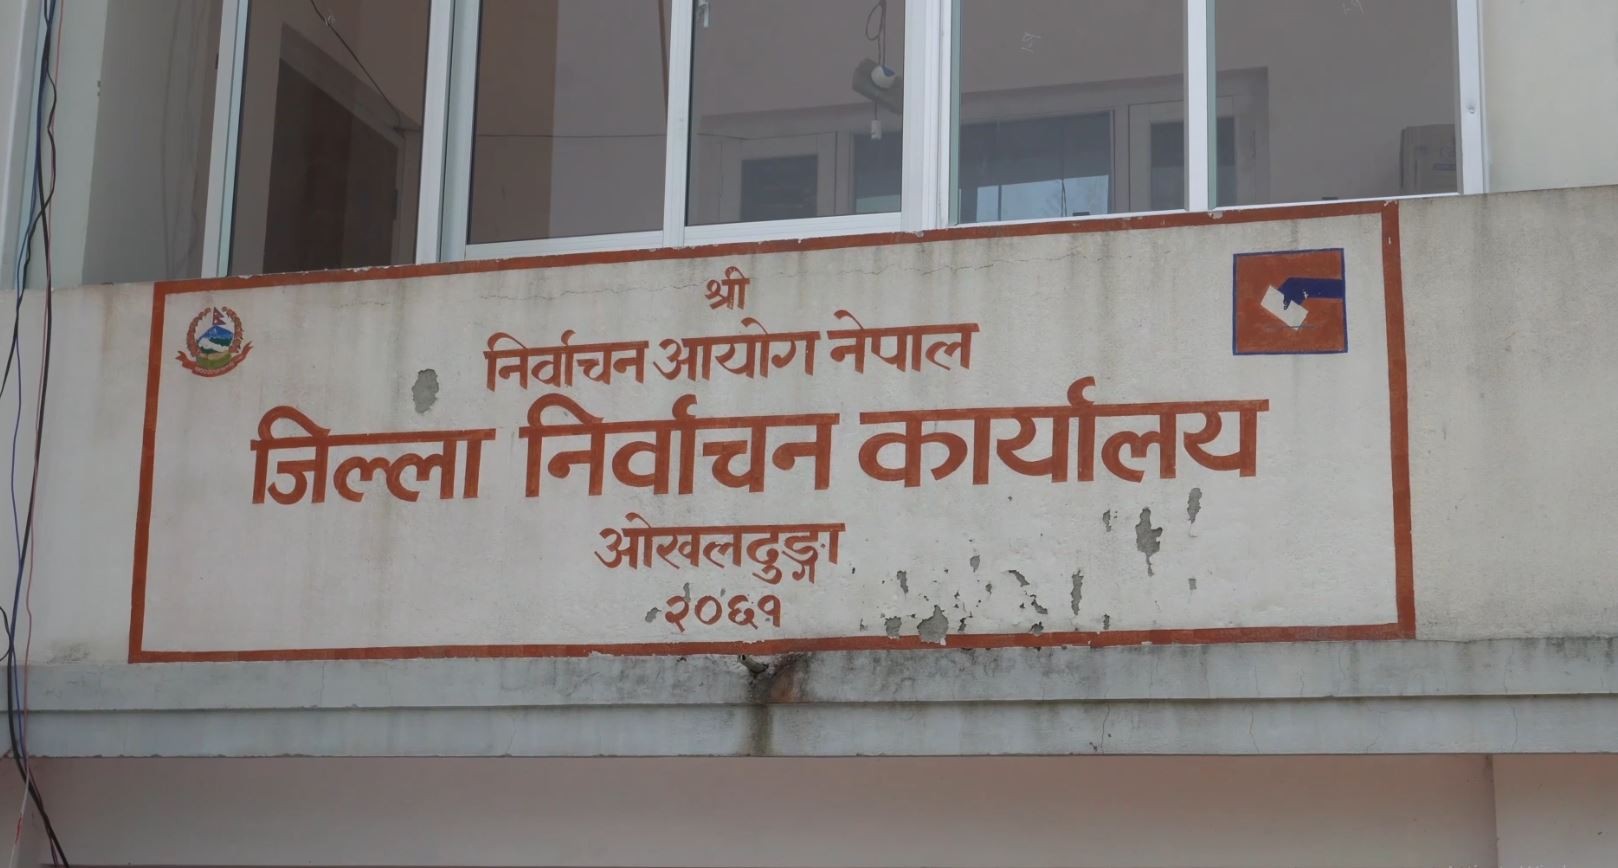 श्री
निर्वाचन आयोग नेपाल
जिल्ला निर्वाचन कार्यालय
ओखलढुङ्गा
२०६१